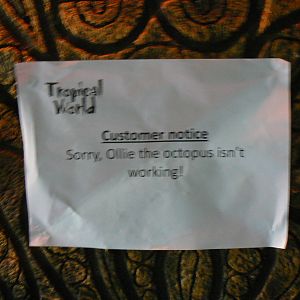 Tropical
World
Customer notice
Sorry, Ollie the octopus isn't
working!